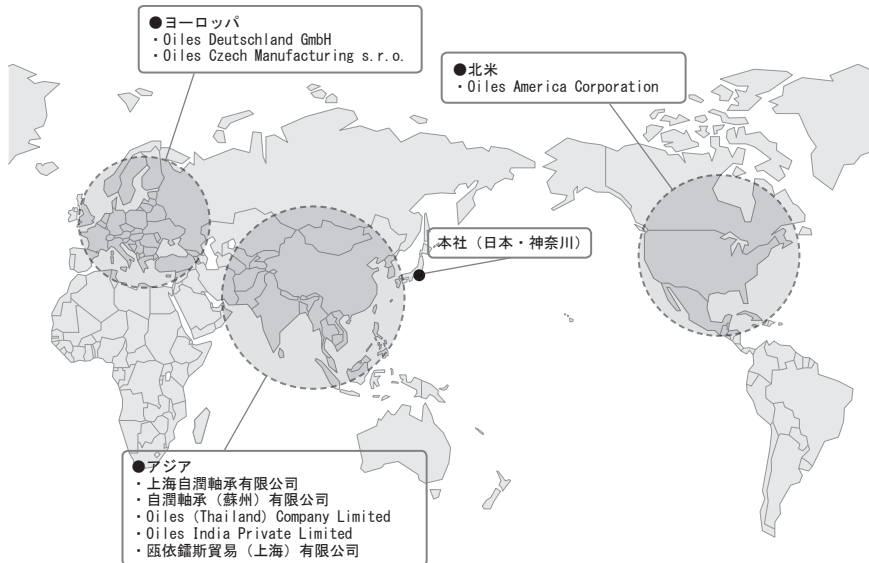 ●ヨーロッパ
・Oiles Deutschland GmbH
・Oiles Czech Manufacturing s.r.o.
●北米
・Oiles America Corporation
本社（日本・神奈川）
●アジア
・上海自潤軸承有限公司
・自潤軸承（蘇州）有限公司
・Oiles (Thailand) Company Limited
・Oiles India Private Limited
・瓯依鑐斯貿易（上海）有限公司